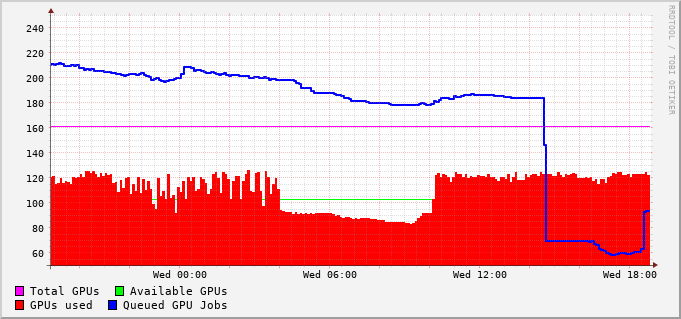 RRDTOOL / TOBI OETIKER
240
220
200
180
160
140
120
100
80
60
Wed 00:00 Wed 06:00 Wed 12:00 Wed 18:00
Total GPUs Available GPUs
GPUs used Queued GPU Jobs